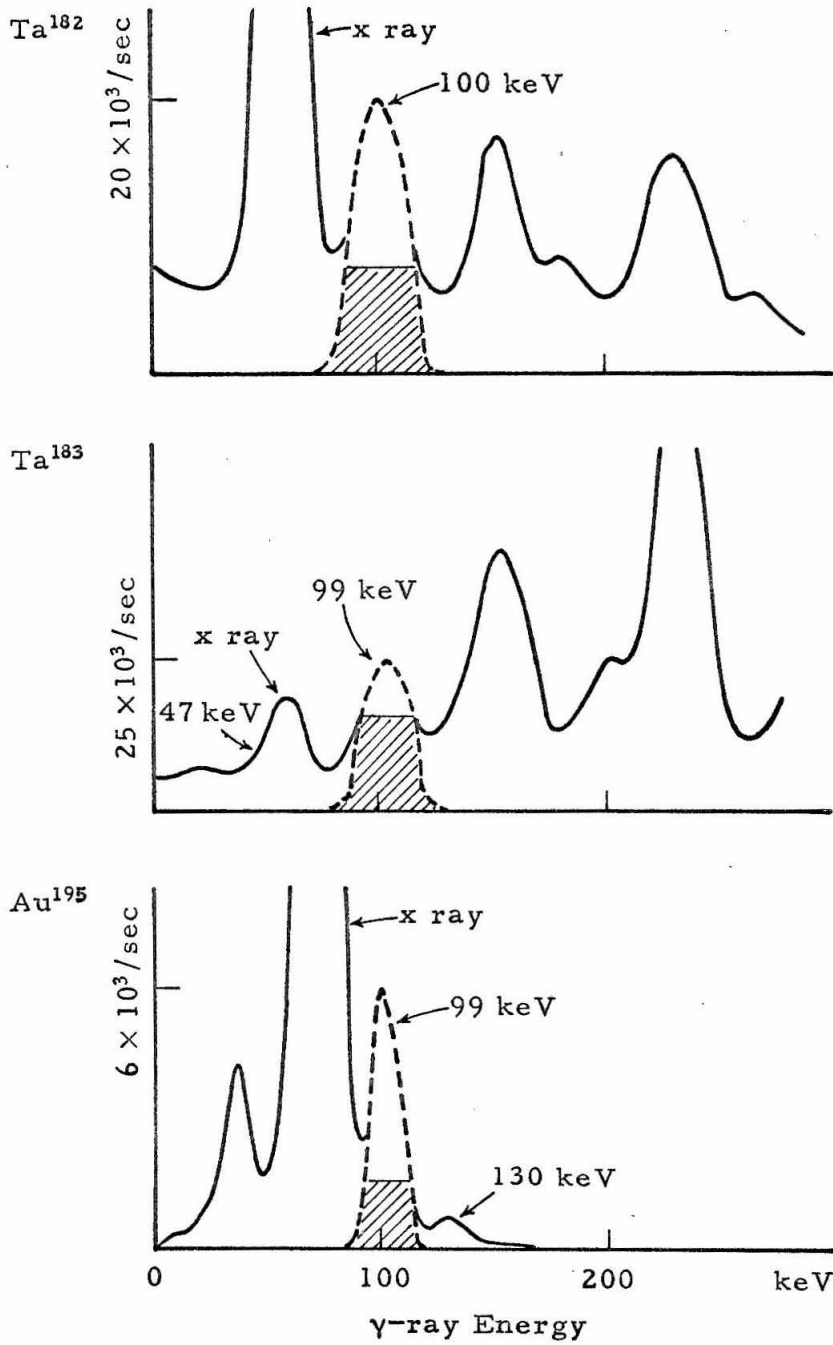 Ta¹⁸²
x ray
100 keV
20 × 10³/sec
Ta¹⁸³
99 keV
x ray
47 keV
25 × 10³/sec
Au¹⁹⁵
x ray
99 keV
6 × 10³/sec
130 keV
0 100 200 keV
γ-ray Energy